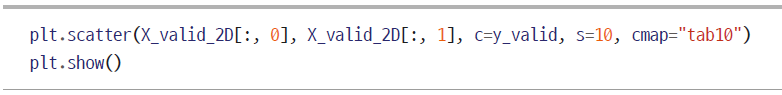 plt.scatter(X_valid_2D[:, 0], X_valid_2D[:, 1], c=y_valid, s=10, cmap="tab10")
plt.show()